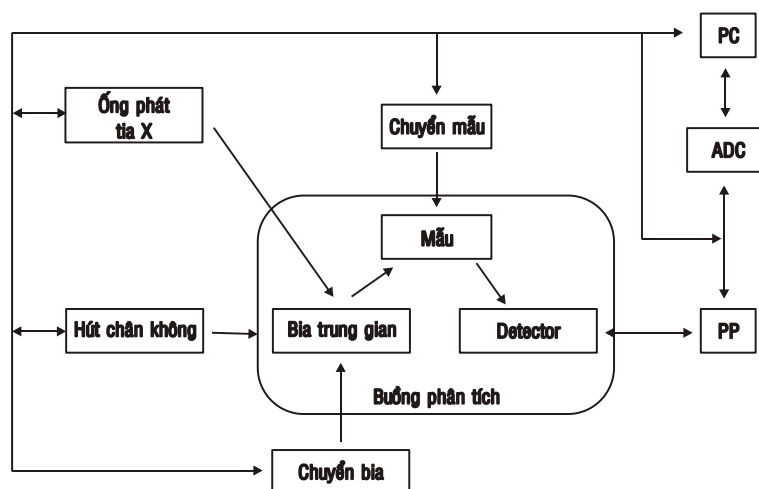 PC
Ống phát
tia X
Chuyển mẫu
ADC
Mẫu
Hút chân không
Bia trung gian
Detector
PP
Buồng phân tích
Chuyển bia